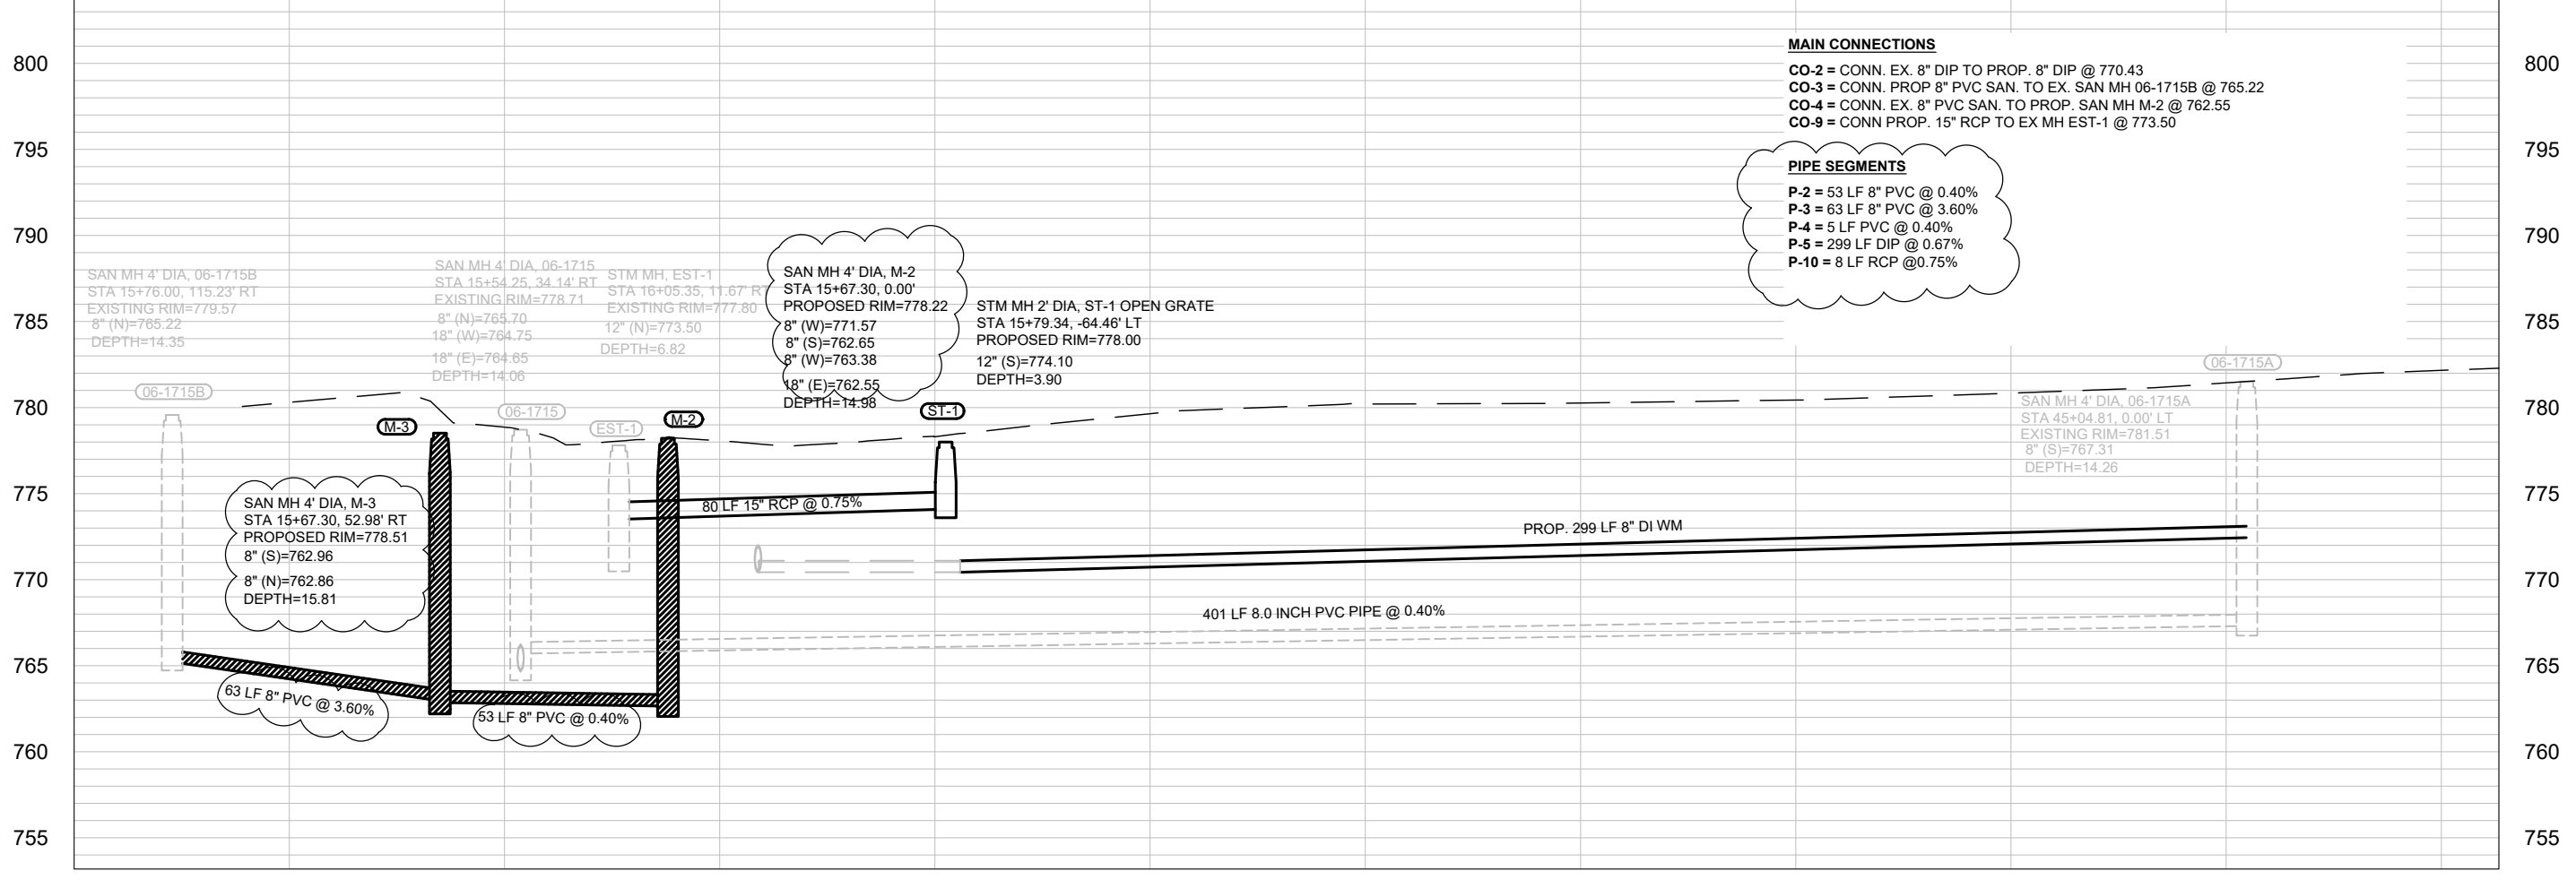 800
795
790
785
780
775
770
765
760
755
MAIN CONNECTIONS
CO-2 = CONN. EX. 8" DIP TO PROP. 8" DIP @ 770.43
CO-3 = CONN. PROP 8" PVC SAN. TO EX. SAN MH 06-1715B @ 765.22
CO-4 = CONN. EX. 8" PVC SAN. TO PROP. SAN MH M-2 @ 762.55
CO-9 = CONN PROP. 15" RCP TO EX MH EST-1 @ 773.50
PIPE SEGMENTS
P-2 = 53 LF 8" PVC @ 0.40%
P-3 = 63 LF 8" PVC @ 3.60%
P-4 = 5 LF PVC @ 0.40%
P-5 = 299 LF DIP @ 0.67%
P-10 = 8 LF RCP @0.75%
SAN MH 4' DIA, 06-1715B
STA 15+76.00, 115.23' RT
EXISTING RIM=779.57
8" (N)=765.22
DEPTH=14.35
06-1715B
SAN MH 4' DIA, 06-1715
STA 15+54.25, 34.14' RT
EXISTING RIM=778.71
8" (N)=765.70
18" (W)=764.75
18" (E)=764.65
DEPTH=14.06
06-1715
STM MH, EST-1
STA 16+05.35, 11.67' RT
EXISTING RIM=777.80
12" (N)=773.50
DEPTH=6.82
EST-1
SAN MH 4' DIA, M-2
STA 15+67.30, 0.00'
PROPOSED RIM=778.22
8" (W)=771.57
8" (S)=762.65
8" (W)=763.38
18" (E)=762.55
DEPTH=14.98
M-2
STM MH 2' DIA, ST-1 OPEN GRATE
STA 15+79.34, -64.46' LT
PROPOSED RIM=778.00
12" (S)=774.10
DEPTH=3.90
ST-1
06-1715A
SAN MH 4' DIA, 06-1715A
STA 45+04.81, 0.00' LT
EXISTING RIM=781.51
8" (S)=767.31
DEPTH=14.26
M-3
SAN MH 4' DIA, M-3
STA 15+67.30, 52.98' RT
PROPOSED RIM=778.51
8" (S)=762.96
8" (N)=762.86
DEPTH=15.81
80 LF 15" RCP @ 0.75%
PROP. 299 LF 8" DI WM
401 LF 8.0 INCH PVC PIPE @ 0.40%
63 LF 8" PVC @ 3.60%
53 LF 8" PVC @ 0.40%
800
795
790
785
780
775
770
765
760
755